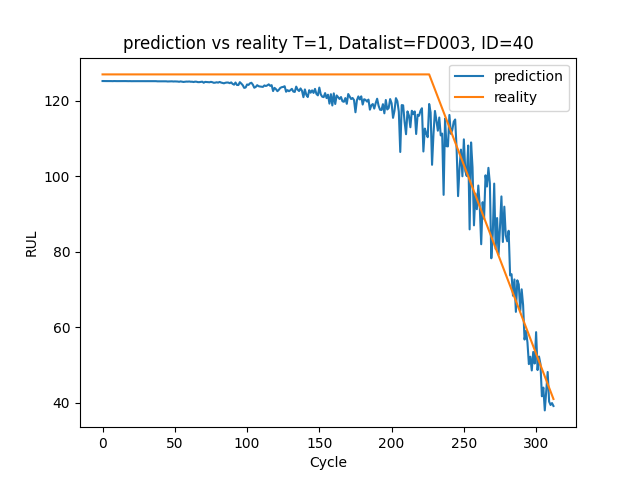 prediction vs reality T=1, Datalist=FD003, ID=40
prediction
reality
120
100
80
60
40
RUL
0 50 100 150 200 250 300
Cycle